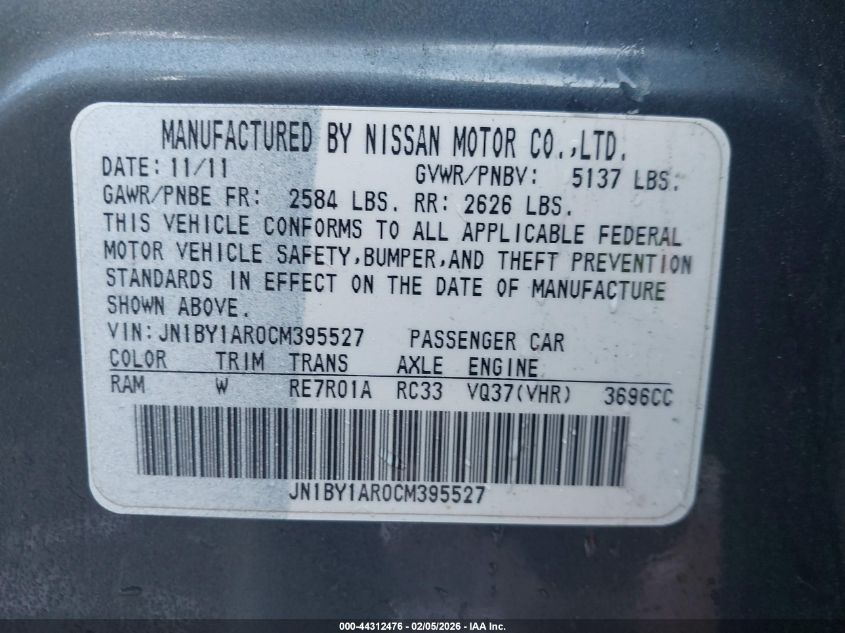 MANUFACTURED BY NISSAN MOTOR CO.,LTD.
DATE: 11/11 GVWR/PNBV: 5137 LBS.
GAWR/PNBE FR: 2584 LBS. RR: 2626 LBS.
THIS VEHICLE CONFORMS TO ALL APPLICABLE FEDERAL
MOTOR VEHICLE SAFETY,BUMPER,AND THEFT PREVENTION
STANDARDS IN EFFECT ON THE DATE OF MANUFACTURE
SHOWN ABOVE.
VIN:JN1BY1AR0CM395527 PASSENGER CAR
COLOR TRIM TRANS AXLE ENGINE
RAM W RE7R01A RC33 VQ37(VHR) 3696CC
JN1BY1AR0CM395527
000-44312476 — 02/05/2026 — IAA Inc.